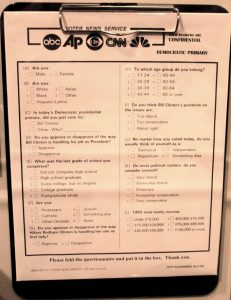 VOTER NEWS SERVICE
abc AP CBS CNN
CONFIDENTIAL
DEMOCRATIC PRIMARY
(A) Are you:
Male Female
(B) Are you:
White Asian
Black Other
Hispanic/Latino
(C) In today's Democratic presidential
primary, did you just vote for:
Bill Clinton
Other: Who?
(D) Do you approve or disapprove of the way
Bill Clinton is handling his job as President?
Approve
Disapprove
(E) What was the last grade of school you
completed?
Did not complete high school
High school graduate
Some college, but no degree
College graduate
Postgraduate study
(F) Are you:
Protestant Jewish
Catholic Something else
Other Christian None
(G) Do you approve or disapprove of the way
Hillary Rodham Clinton is handling her role as
first lady?
Approve Disapprove
(H) To which age group do you belong?
17-24 45-49
25-29 50-59
30-39 60-64
40-44 65 or over
(I) Do you think Bill Clinton's positions on
the issues are:
Too liberal
Too conservative
About right
(J) No matter how you voted today, do you
usually think of yourself as a:
Democrat Independent
Republican Something else
(K) On most political matters, do you
consider yourself:
Very liberal
Somewhat liberal
Moderate
Somewhat conservative
Very conservative
(L) 1995 total family income:
Under $15,000 $50,000-$74,999
$15,000-$29,999 $75,000-$99,999
$30,000-$49,999 $100,000 or more
Please fold the questionnaire and put it in the box. Thank you.